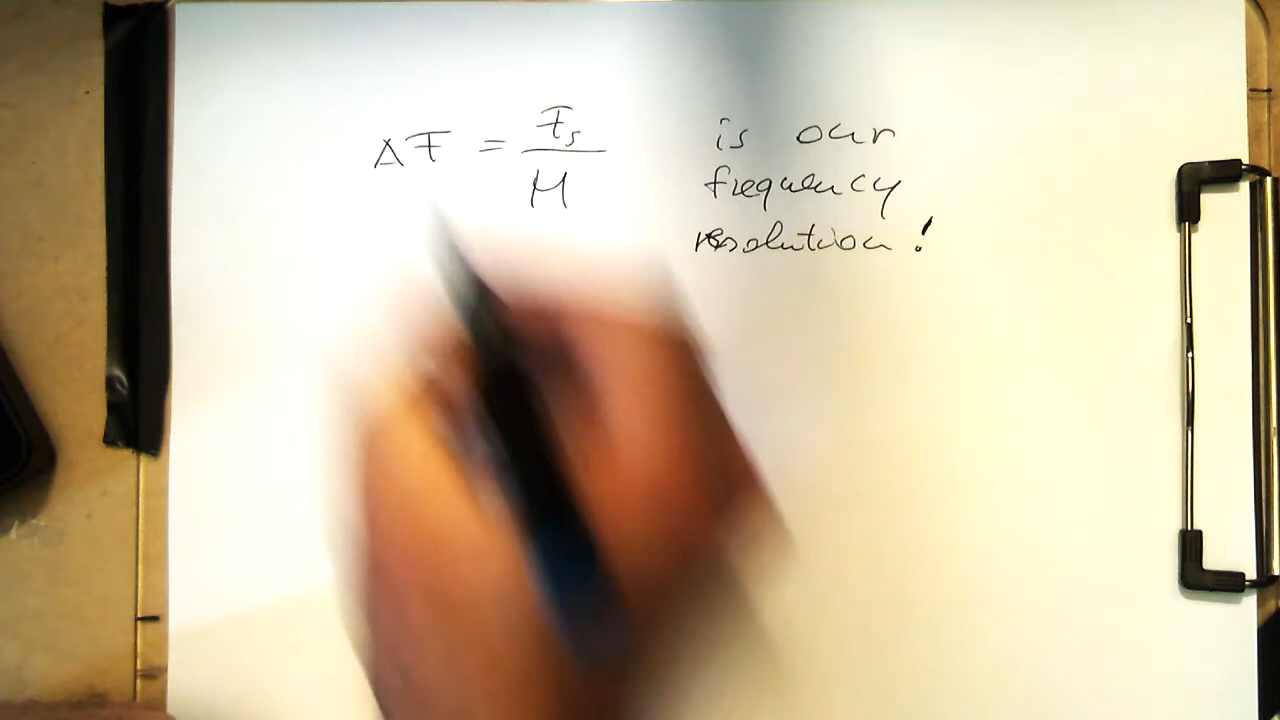 ΔF = Fs / M
is our
frequency
resolution!